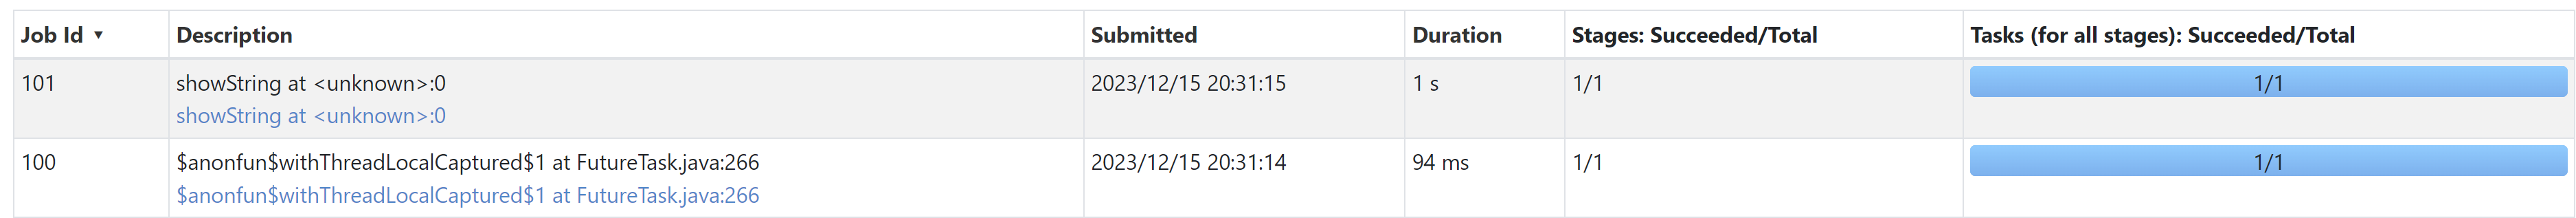 Job Id ▼ Description Submitted Duration Stages: Succeeded/Total Tasks (for all stages): Succeeded/Total
101 showString at <unknown>:0 2023/12/15 20:31:15 1 s 1/1 1/1
showString at <unknown>:0
100 $anonfun$withThreadLocalCaptured$1 at FutureTask.java:266 2023/12/15 20:31:14 94 ms 1/1 1/1
$anonfun$withThreadLocalCaptured$1 at FutureTask.java:266